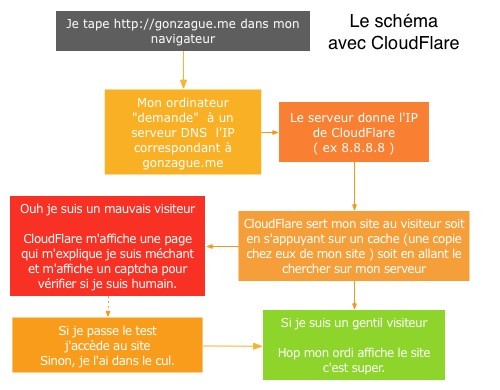 Je tape http://gonzague.me dans mon
navigateur
Le schéma
avec CloudFlare
Mon ordinateur
"demande" à un
serveur DNS l'IP
correspondant à
gonzague.me
Le serveur donne l'IP
de CloudFlare
( ex 8.8.8.8 )
Ouh je suis un mauvais visiteur
CloudFlare m'affiche une page
qui m'explique je suis méchant
et m'affiche un captcha pour
vérifier si je suis humain.
CloudFlare sert mon site au visiteur soit
en s'appuyant sur un cache (une copie
chez eux de mon site ) soit en allant le
chercher sur mon serveur
Si je passe le test
j'accède au site
Sinon, je l'ai dans le cul.
Si je suis un gentil visiteur
Hop mon ordi affiche le site
c'est super.